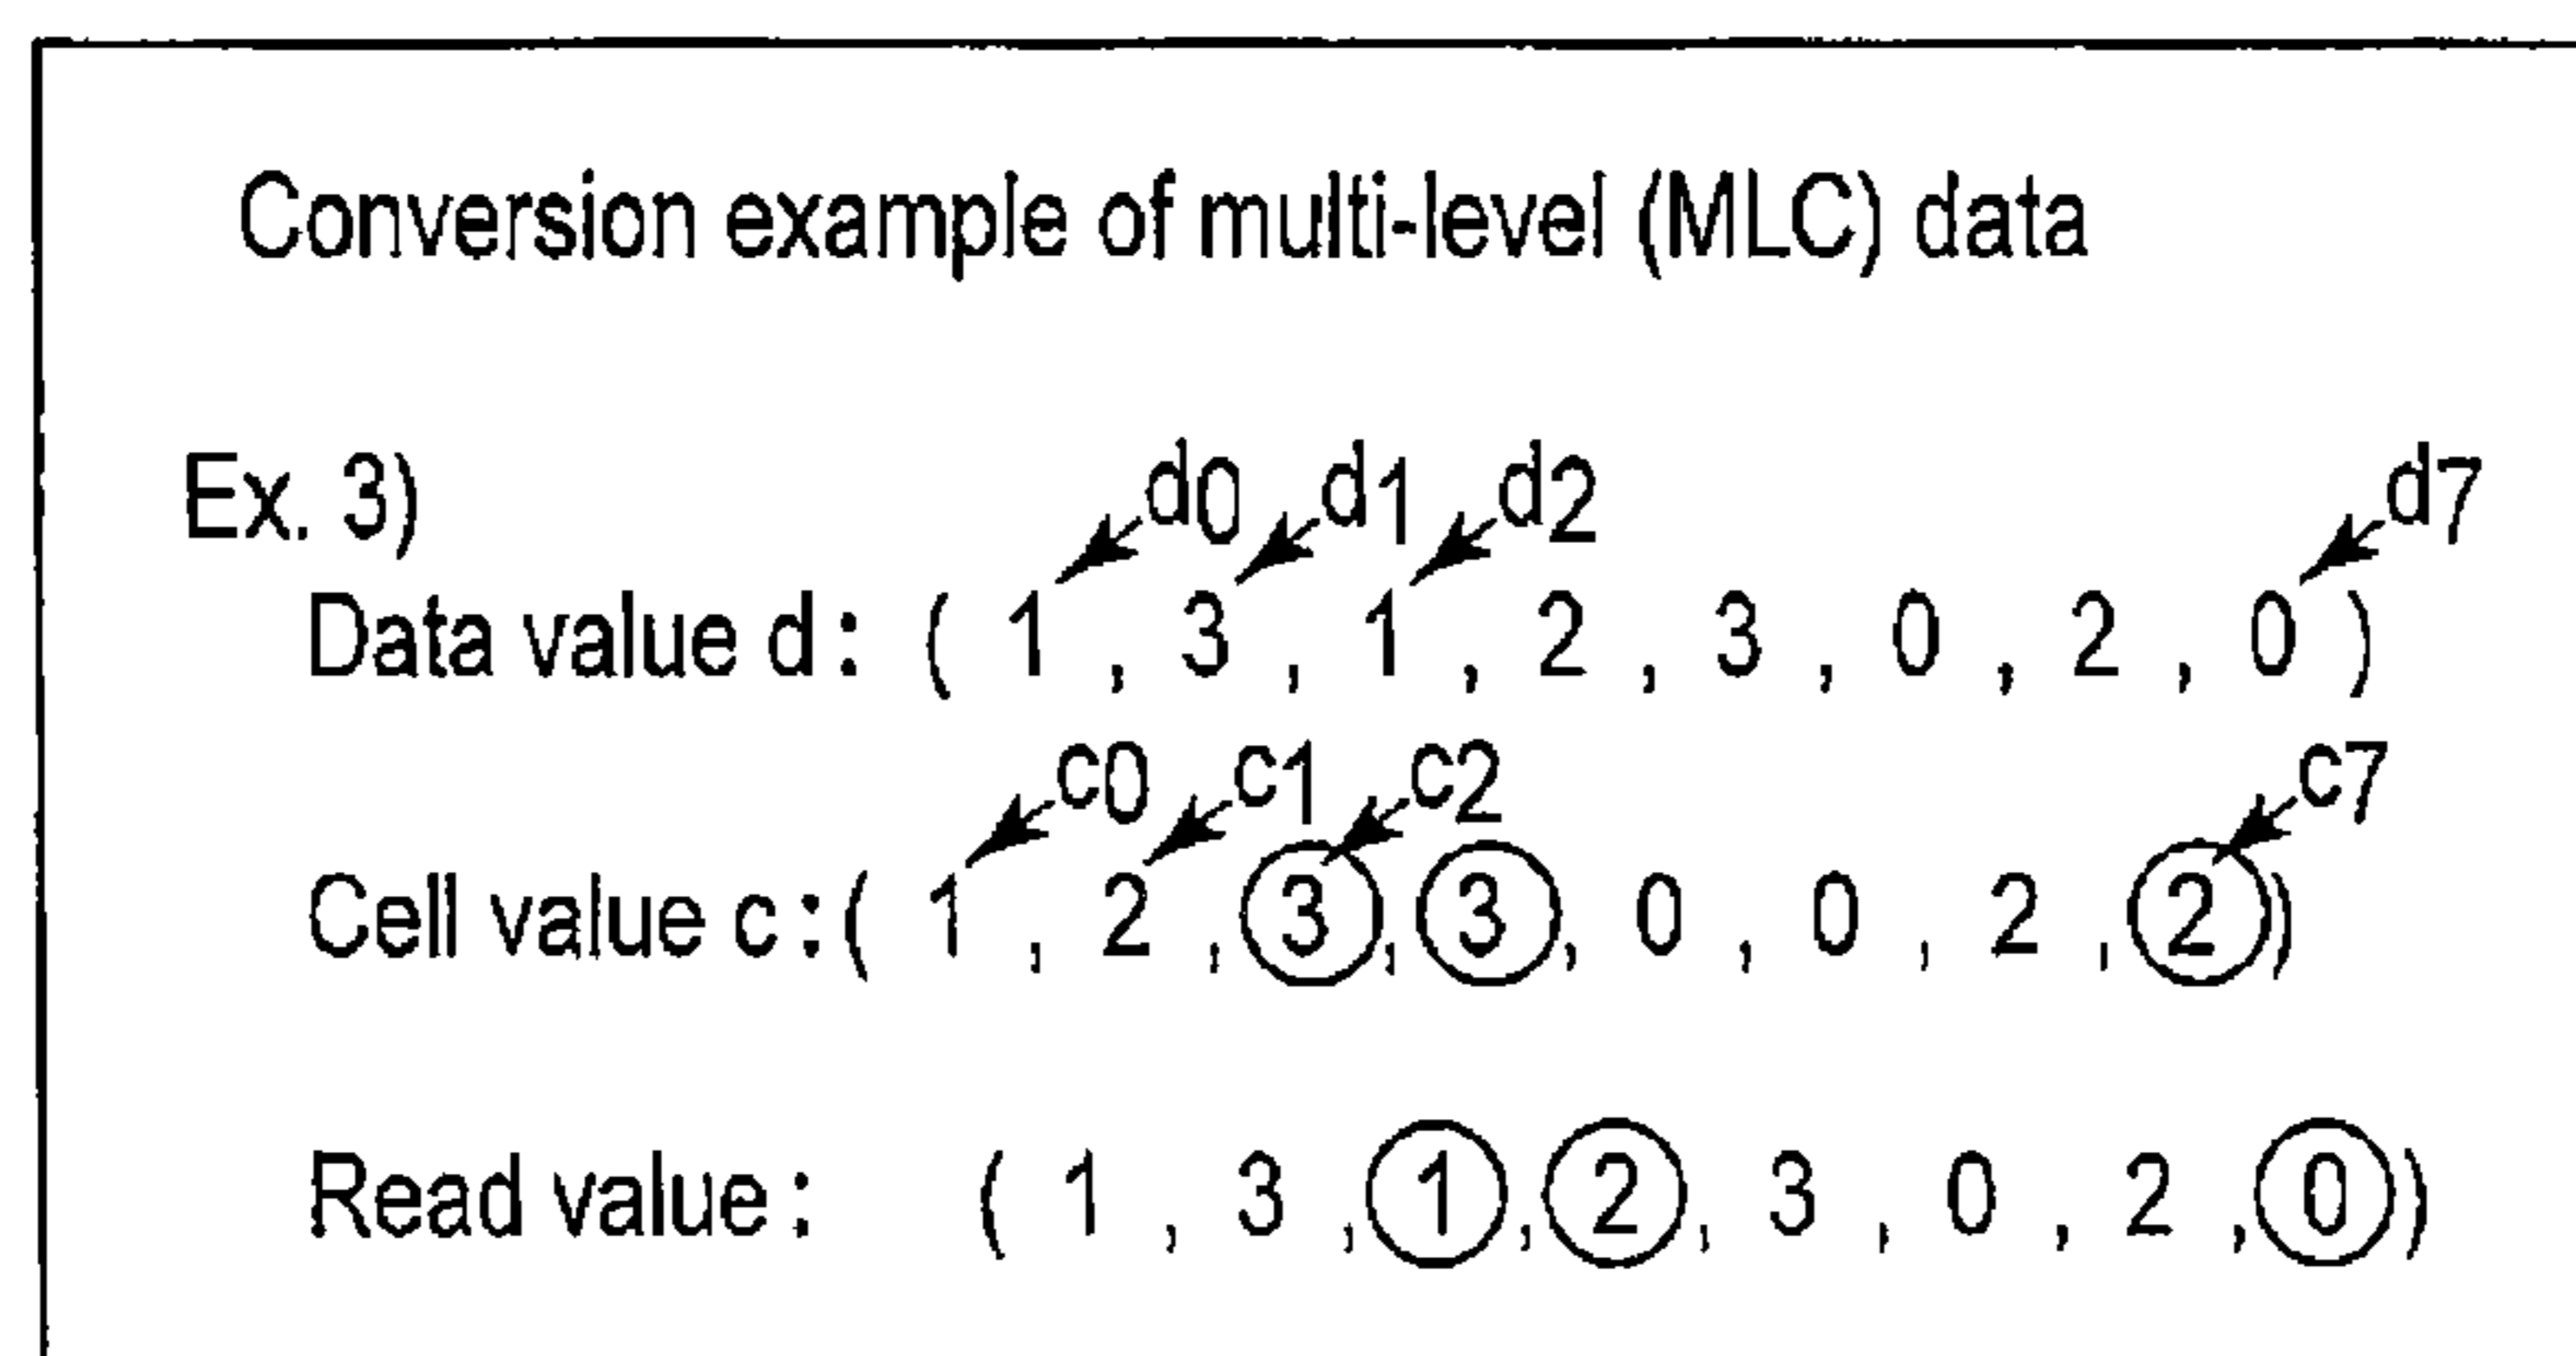 Conversion example of multi-level (MLC) data
Ex. 3)
d0 d1 d2 d7
Data value d : ( 1 , 3 , 1 , 2 , 3 , 0 , 2 , 0 )
c0 c1 c2 c7
Cell value c : ( 1 , 2 , 3 , 3 , 0 , 0 , 2 , 2 )
Read value : ( 1 , 3 , 1 , 2 , 3 , 0 , 2 , 0 )